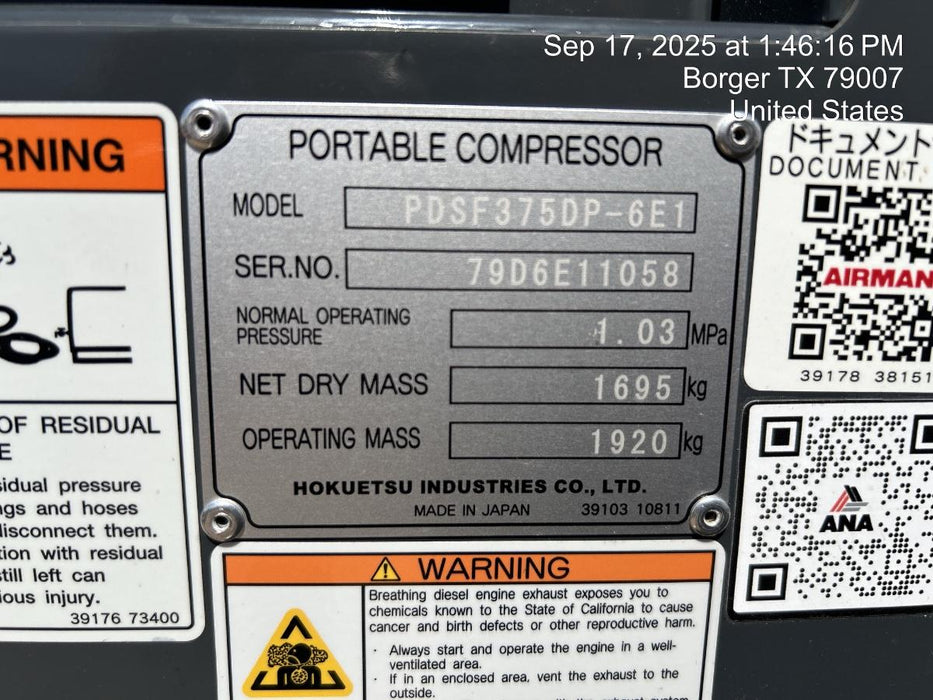 Sep 17, 2025 at 1:46:16 PM
Borger TX 79007
United States
RNING
OF RESIDUAL
E
sidual pressure
ngs and hoses
disconnect them.
tion with residual
still left can
ious injury.
39176 73400
PORTABLE COMPRESSOR
MODEL PDSF375DP-6E1
SER.NO. 79D6E11058
NORMAL OPERATING
PRESSURE 1.03 MPa
NET DRY MASS 1695 kg
OPERATING MASS 1920 kg
HOKUETSU INDUSTRIES CO., LTD.
MADE IN JAPAN 39103 10811
ドキュメント
DOCUMENT
AIRMAN
39178 38151
ANA
WARNING
Breathing diesel engine exhaust exposes you to
chemicals known to the State of California to cause
cancer and birth defects or other reproductive harm.
· Always start and operate the engine in a well-
ventilated area.
· If in an enclosed area, vent the exhaust to the
outside.